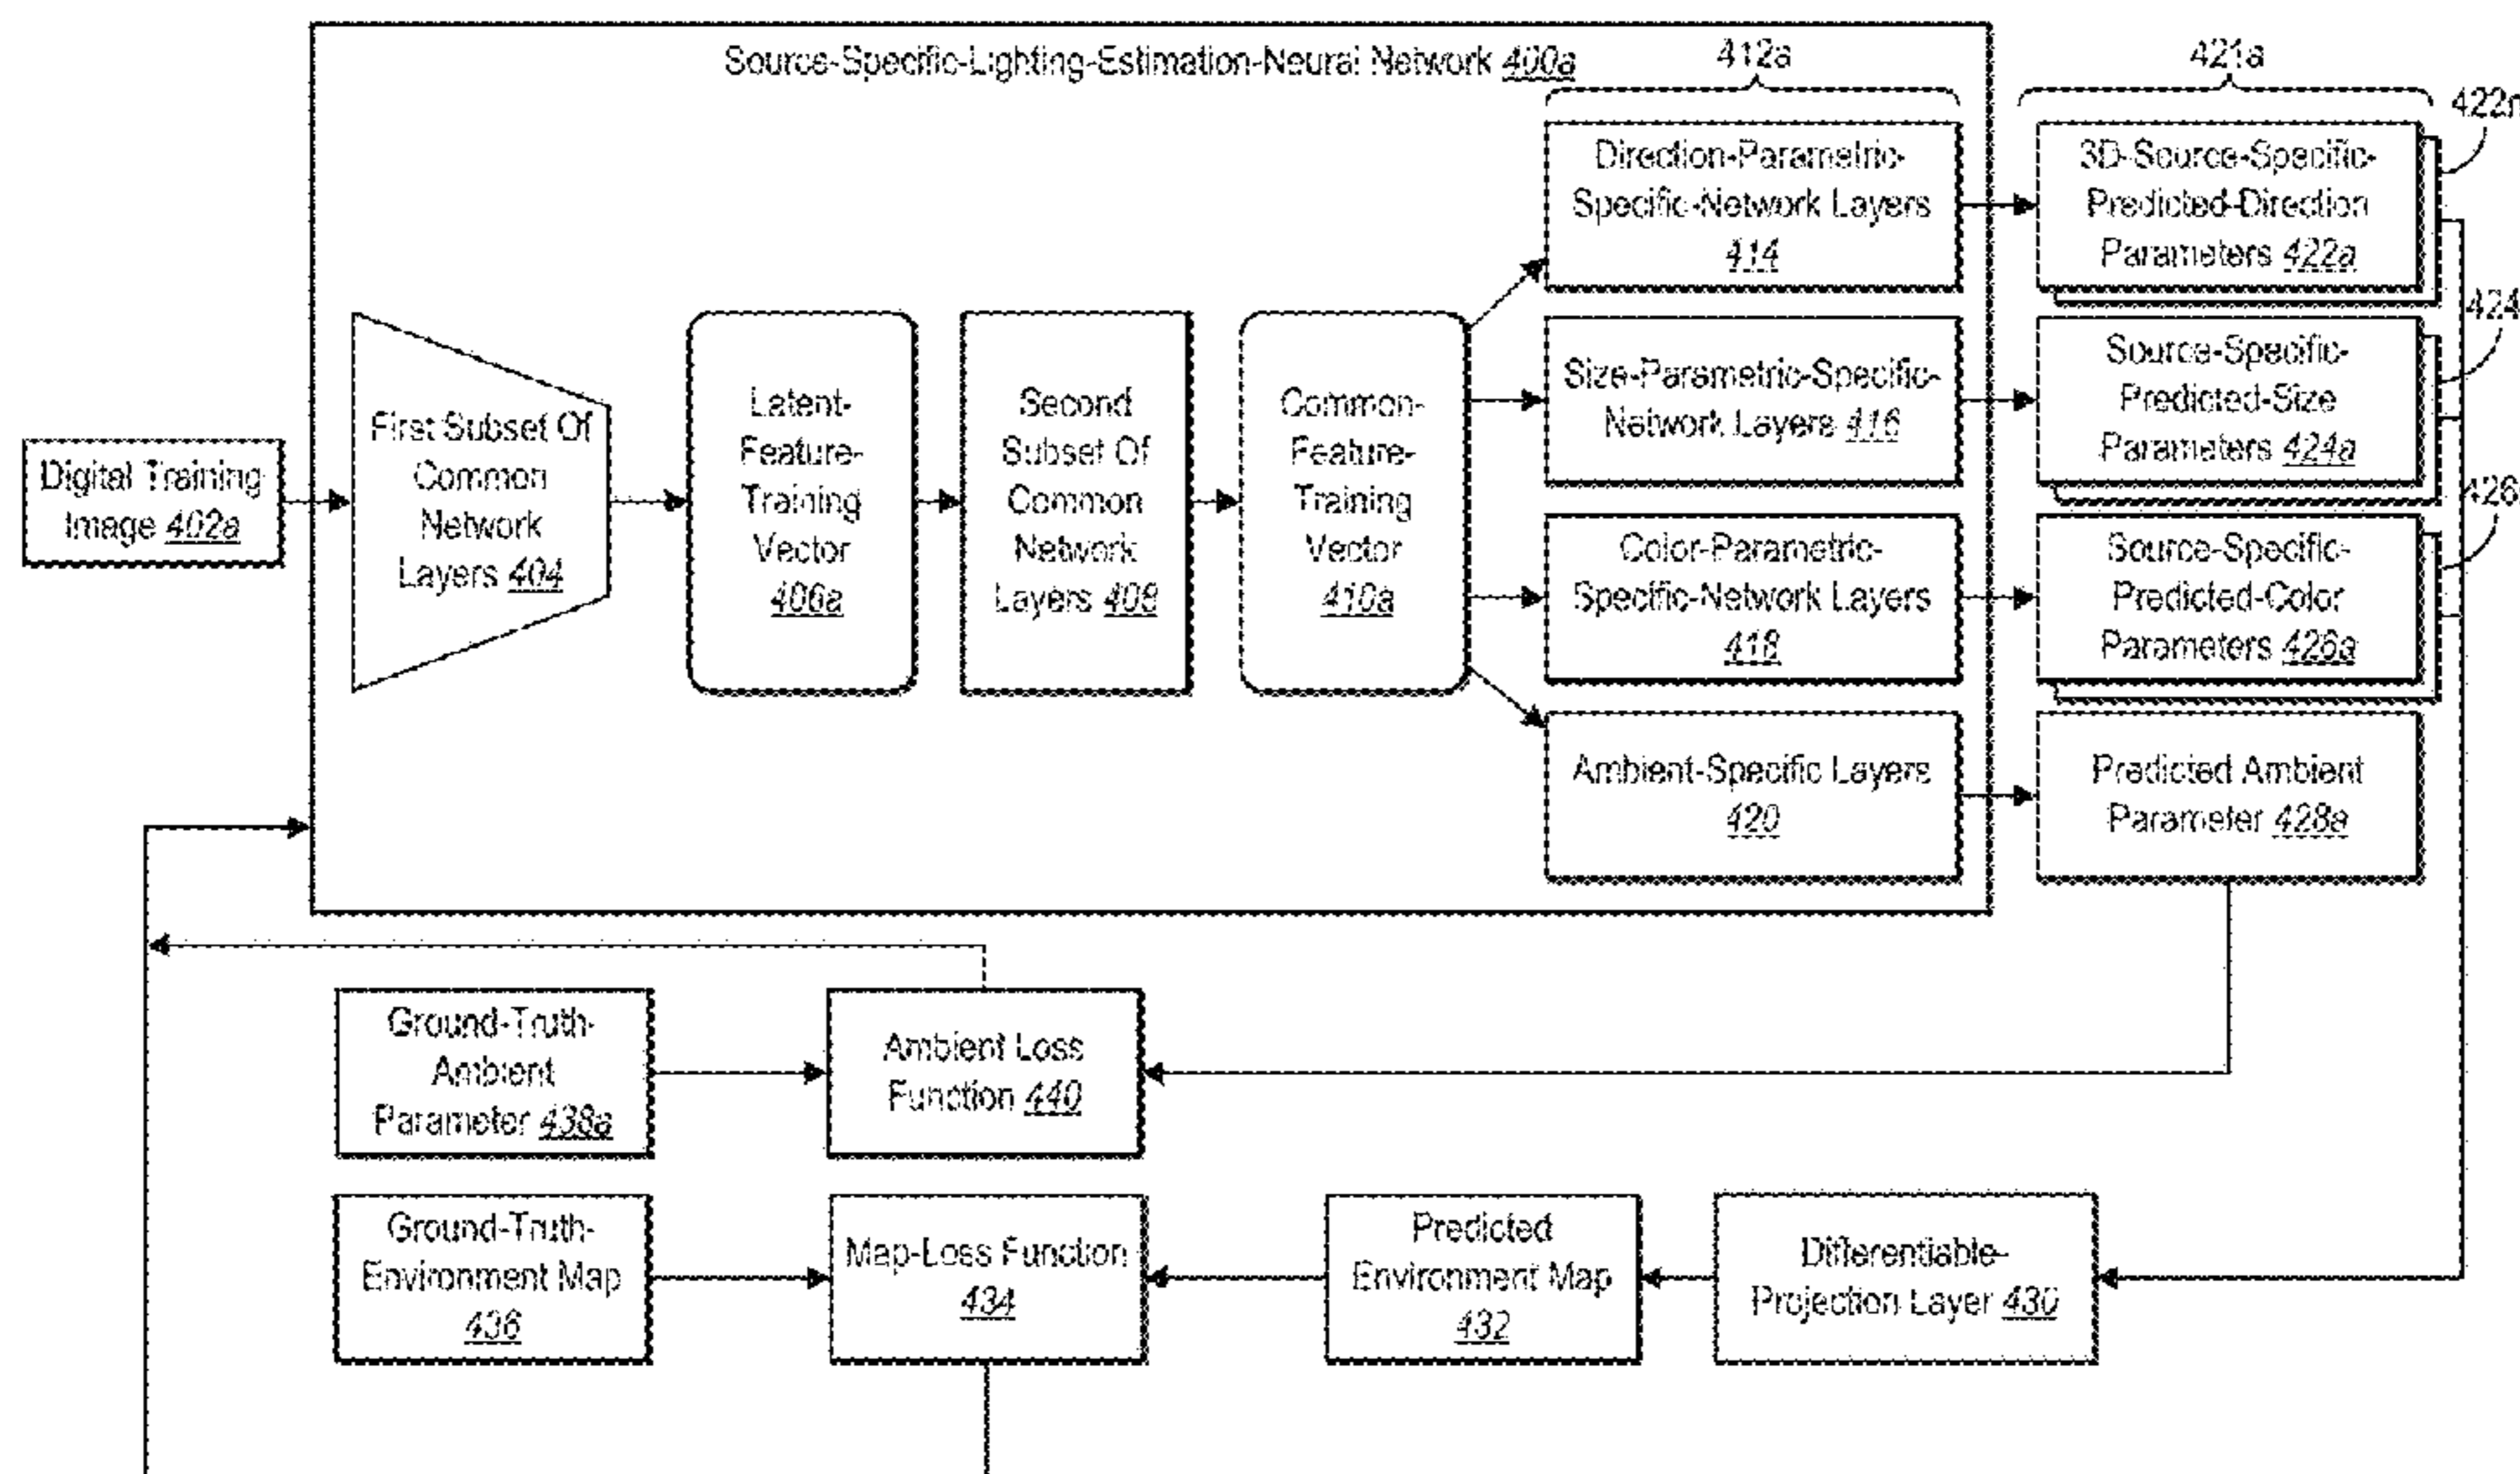 Source-Specific-Lighting-Estimation-Neural Network 400a
412a
421a
422n
Direction-Parametric-
Specific-Network Layers
414
3D-Source-Specific-
Predicted-Direction
Parameters 422a
424
Size-Parametric-Specific-
Network Layers 416
Source-Specific-
Predicted-Size
Parameters 424a
426
Digital Training
Image 402a
First Subset Of
Common
Network
Layers 404
Latent-
Feature-
Training
Vector
406a
Second
Subset Of
Common
Network
Layers 408
Common-
Feature-
Training
Vector
410a
Color-Parametric-
Specific-Network Layers
418
Source-Specific-
Predicted-Color
Parameters 426a
Ambient-Specific Layers
420
Predicted Ambient
Parameter 428a
Ground-Truth-
Ambient
Parameter 438a
Ambient Loss
Function 440
Ground-Truth-
Environment Map
436
Map-Loss Function
434
Predicted
Environment Map
432
Differentiable-
Projection Layer 430